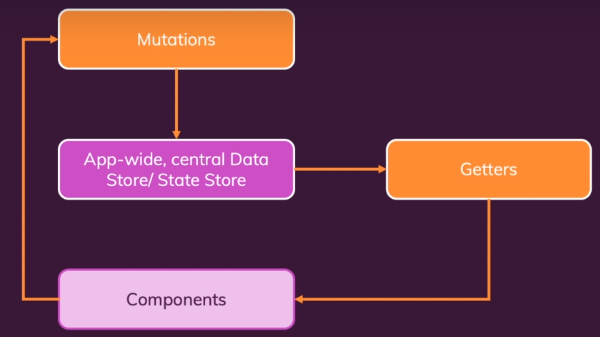 Mutations
App-wide, central Data
Store/ State Store
Getters
Components